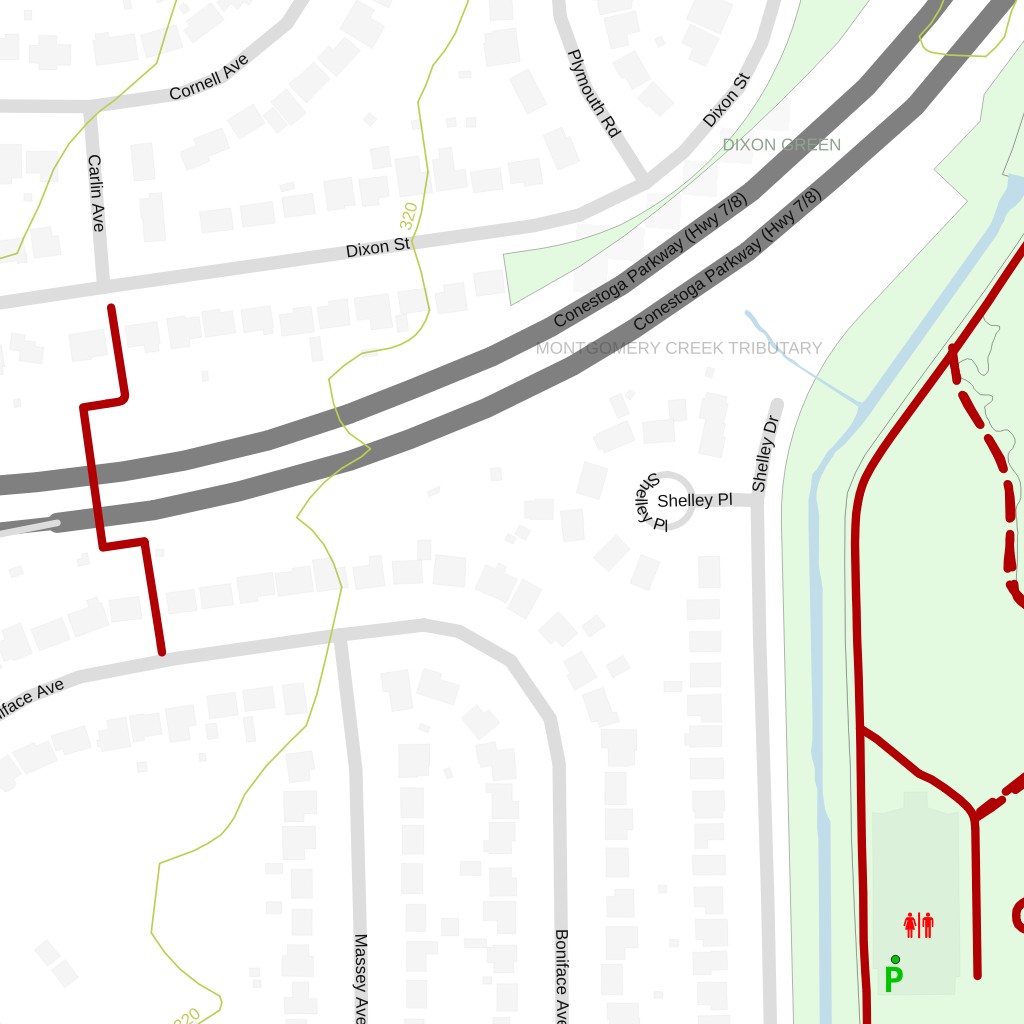 Cornell Ave
Plymouth Rd
Dixon St
DIXON GREEN
Carlin Ave
320
Dixon St
Conestoga Parkway (Hwy 7/8)
Conestoga Parkway (Hwy 7/8)
MONTGOMERY CREEK TRIBUTARY
Shelley Dr
Shelley Pl
Shelley Pl
iface Ave
Massey Ave
Boniface Ave
P
320